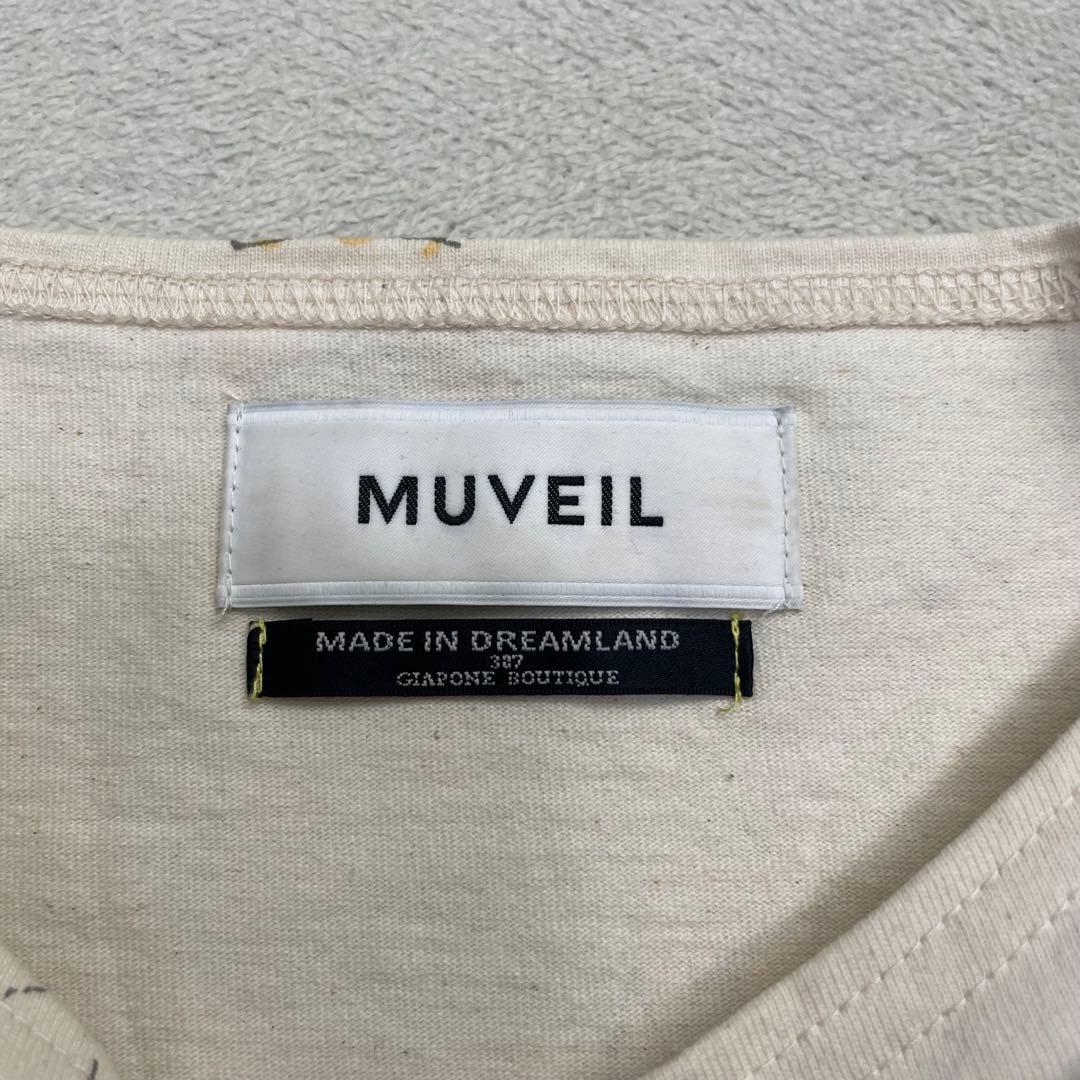 MUVEIL
MADE IN DREAMLAND
387
GIAPONE BOUTIQUE